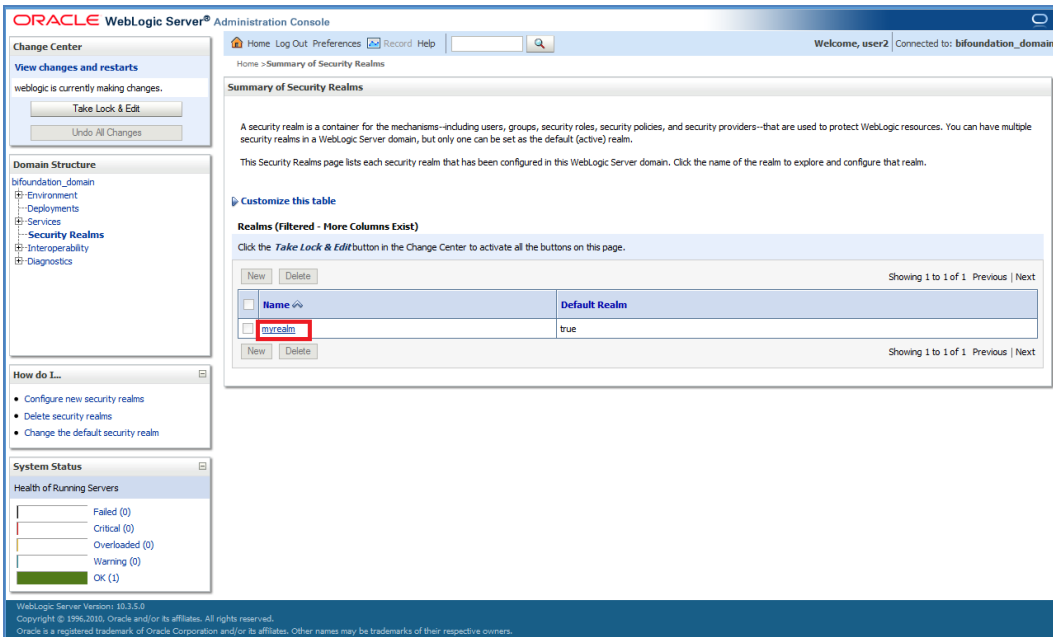 ORACLE WebLogic Server® Administration Console
Change Center
View changes and restarts
weblogic is currently making changes.
Take Lock & Edit
Undo All Changes
Domain Structure
bifoundation_domain
Environment
Deployments
Services
Security Realms
Interoperability
Diagnostics
How do I...
Configure new security realms
Delete security realms
Change the default security realm
System Status
Health of Running Servers
Failed (0)
Critical (0)
Overloaded (0)
Warning (0)
OK (1)
Home Log Out Preferences Record Help
Welcome, user2 Connected to: bifoundation_domain
Home >Summary of Security Realms
Summary of Security Realms
A security realm is a container for the mechanisms--including users, groups, security roles, security policies, and security providers--that are used to protect WebLogic resources. You can have multiple
security realms in a WebLogic Server domain, but only one can be set as the default (active) realm.
This Security Realms page lists each security realm that has been configured in this WebLogic Server domain. Click the name of the realm to explore and configure that realm.
Customize this table
Realms (Filtered - More Columns Exist)
Click the Take Lock & Edit button in the Change Center to activate all the buttons on this page.
New Delete Showing 1 to 1 of 1 Previous | Next
Name Default Realm
myrealm true
New Delete Showing 1 to 1 of 1 Previous | Next
WebLogic Server Version: 10.3.5.0
Copyright © 1996,2010, Oracle and/or its affiliates. All rights reserved.
Oracle is a registered trademark of Oracle Corporation and/or its affiliates. Other names may be trademarks of their respective owners.